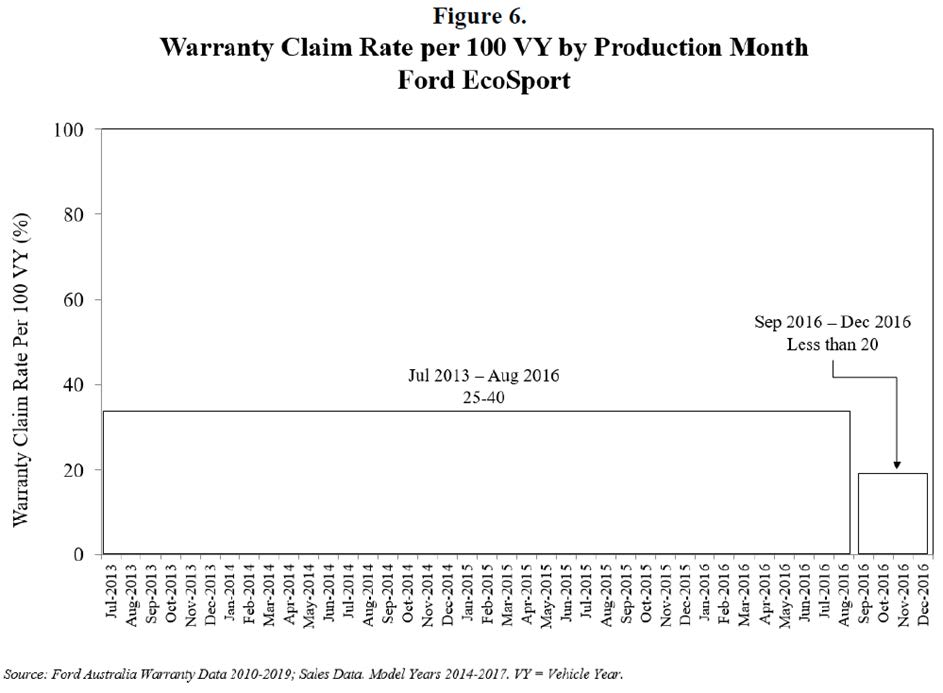 Figure 6.
Warranty Claim Rate per 100 VY by Production Month
Ford EcoSport
Warranty Claim Rate Per 100 VY (%)
100
80
60
40
20
0
Sep 2016 – Dec 2016
Less than 20
Jul 2013 – Aug 2016
25-40
Jul-2013
Aug-2013
Sep-2013
Oct-2013
Nov-2013
Dec-2013
Jan-2014
Feb-2014
Mar-2014
Apr-2014
May-2014
Jun-2014
Jul-2014
Aug-2014
Sep-2014
Oct-2014
Nov-2014
Dec-2014
Jan-2015
Feb-2015
Mar-2015
Apr-2015
May-2015
Jun-2015
Jul-2015
Aug-2015
Sep-2015
Oct-2015
Nov-2015
Dec-2015
Jan-2016
Feb-2016
Mar-2016
Apr-2016
May-2016
Jun-2016
Jul-2016
Aug-2016
Sep-2016
Oct-2016
Nov-2016
Dec-2016
Source: Ford Australia Warranty Data 2010-2019; Sales Data. Model Years 2014-2017. VY = Vehicle Year.